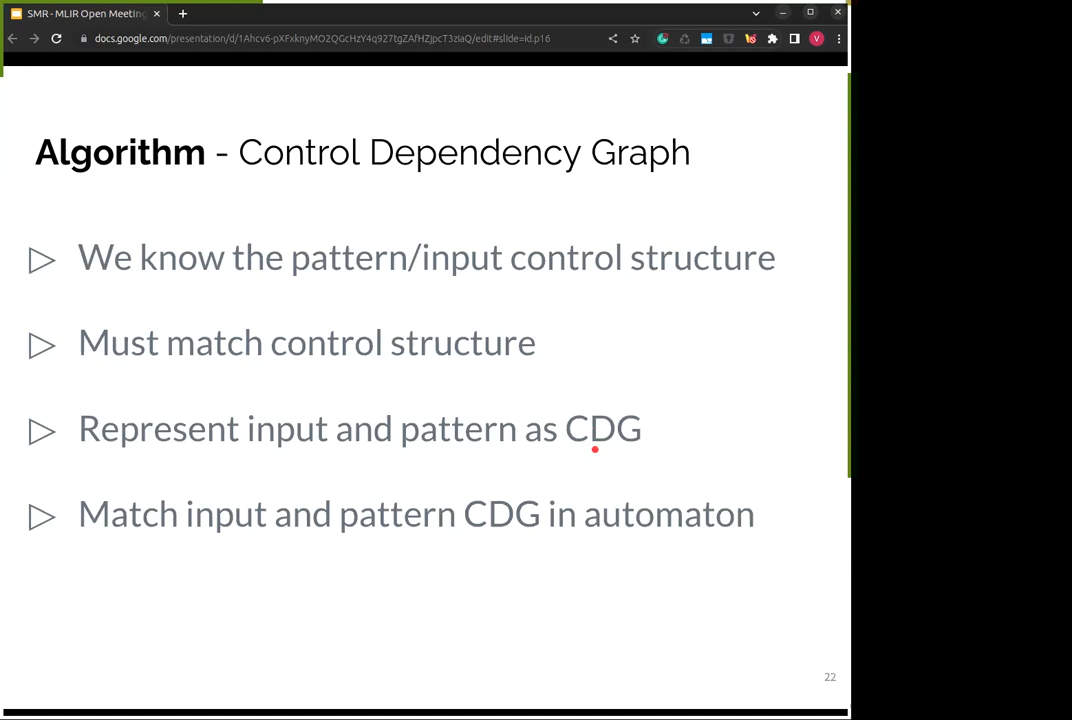 SMR - MLIR Open Meeting
docs.google.com/presentation/d/1Ahcv6-pXFxknyMO2QGcHzY4q927tgZAfHZjpcT3ziaQ/edit#slide=id.p16
V
Algorithm - Control Dependency Graph
▷ We know the pattern/input control structure
▷ Must match control structure
▷ Represent input and pattern as CDG
▷ Match input and pattern CDG in automaton
22